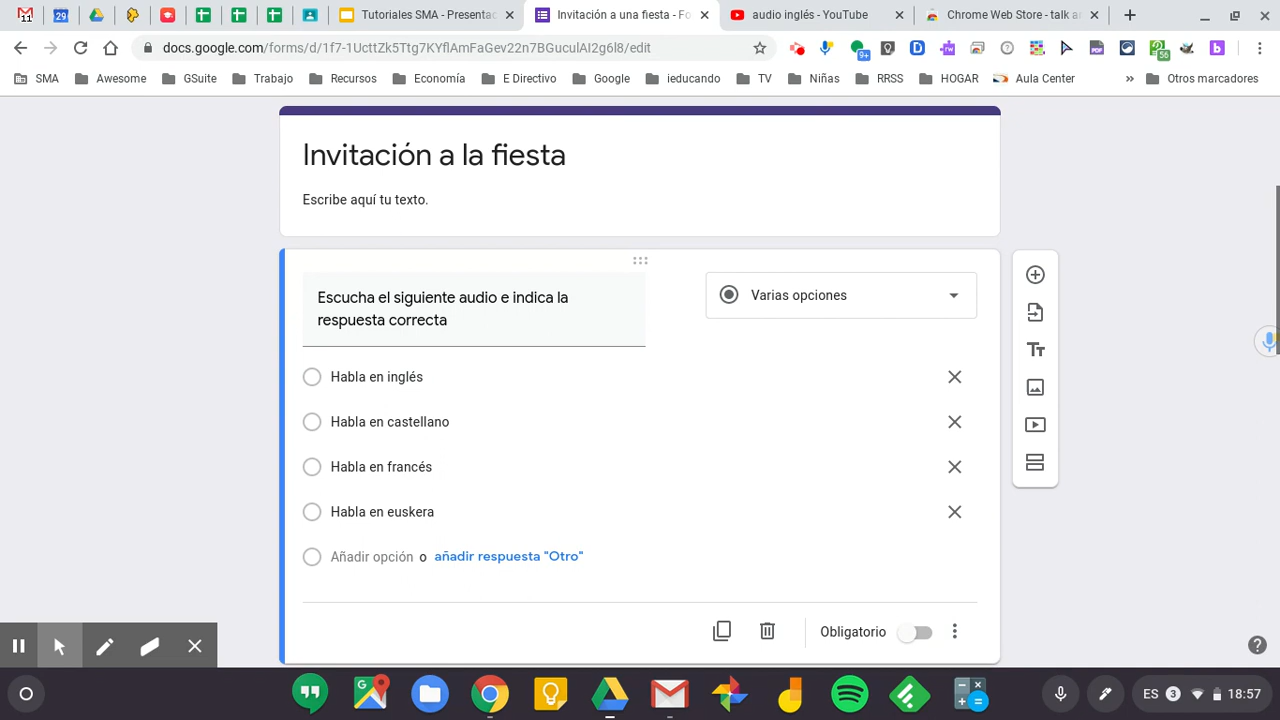 Tutoriales SMA - Presentac
Invitación a una fiesta - Fo
audio inglés - YouTube
Chrome Web Store - talk a
docs.google.com/forms/d/1f7-1UcttZk5Ttg7KYflAmFaGev22n7BGuculAI2g6l8/edit
9+
56
SMA
Awesome
GSuite
Trabajo
Recursos
Economía
E Directivo
Google
ieducando
TV
Niñas
RRSS
HOGAR
Aula Center
»
Otros marcadores
Invitación a la fiesta
Escribe aquí tu texto.
Escucha el siguiente audio e indica la
respuesta correcta
Varias opciones
Habla en inglés
Habla en castellano
Habla en francés
Habla en euskera
Añadir opción o añadir respuesta "Otro"
Obligatorio
ES 3 18:57